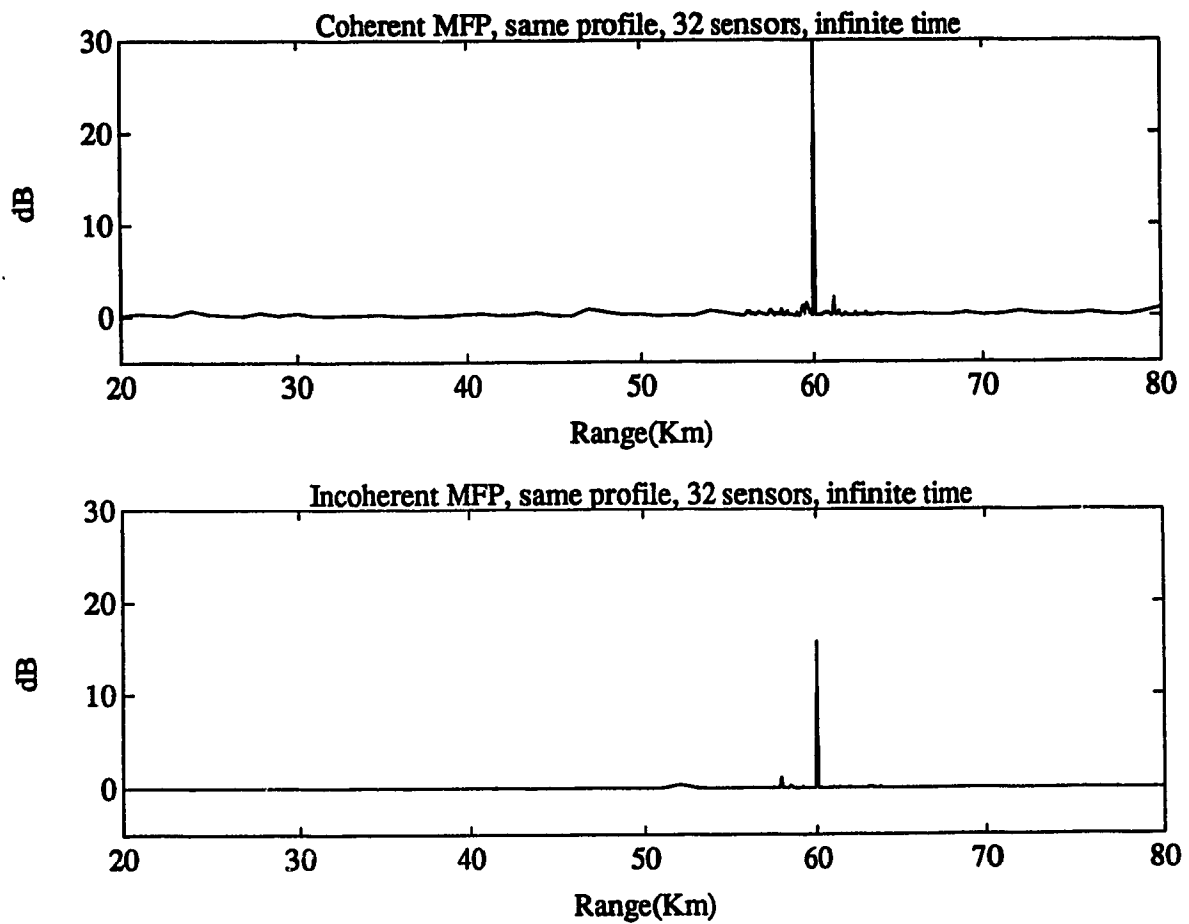 Coherent MFP, same profile, 32 sensors, infinite time
30
20
10
0
dB
20 30 40 50 60 70 80
Range(Km)
Incoherent MFP, same profile, 32 sensors, infinite time
30
20
10
0
dB
20 30 40 50 60 70 80
Range(Km)